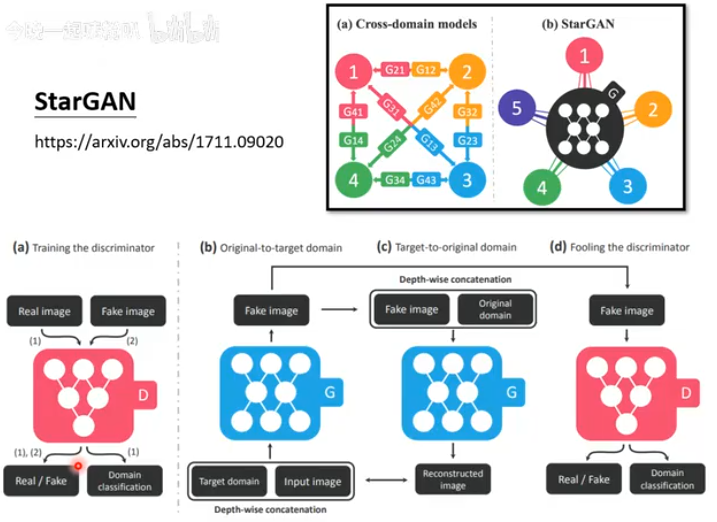 bilibili
StarGAN
https://arxiv.org/abs/1711.09020
(a) Cross-domain models
(b) StarGAN
1
G21
G12
2
G41
G31
G42
G32
G14
G24
G13
G23
4
G34
G43
3
1
G
5
2
4
3
(a) Training the discriminator
(b) Original-to-target domain
(c) Target-to-original domain
(d) Fooling the discriminator
Depth-wise concatenation
Real image
Fake image
Fake image
Fake image
Original
domain
Fake image
(1)
(2)
D
G
G
D
(1), (2)
(1)
Real / Fake
Domain
classification
Target domain
Input image
Reconstructed
image
Real / Fake
Domain
classification
Depth-wise concatenation